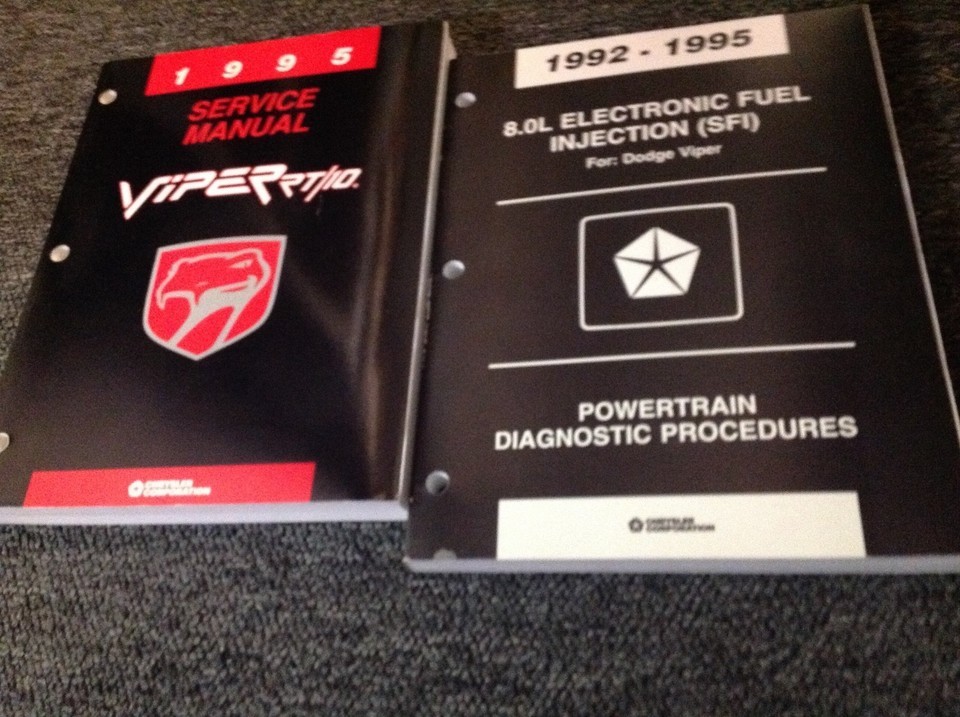 1995
SERVICE
MANUAL
VIPER RT/10.
CHRYSLER
CORPORATION
1992 - 1995
8.0L ELECTRONIC FUEL
INJECTION (SFI)
For: Dodge Viper
POWERTRAIN
DIAGNOSTIC PROCEDURES
CHRYSLER
CORPORATION